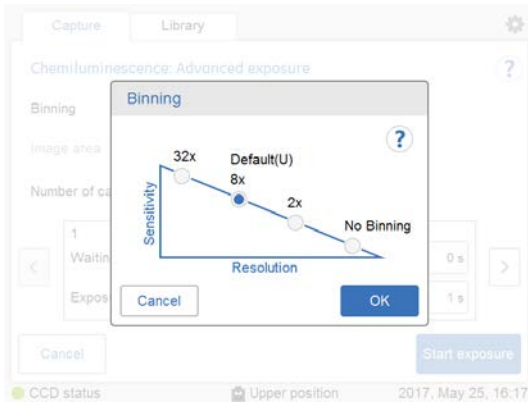 Capture
Library
Chemiluminescence: Advanced exposure
?
Binning
Image area
Number of ca
1
Waitin
0 s
Expos
1 s
<
>
Cancel
Start exposure
CCD status
Upper position
2017, May 25, 16:17
Binning
?
32x
Default(U)
8x
2x
No Binning
Sensitivity
Resolution
Cancel
OK